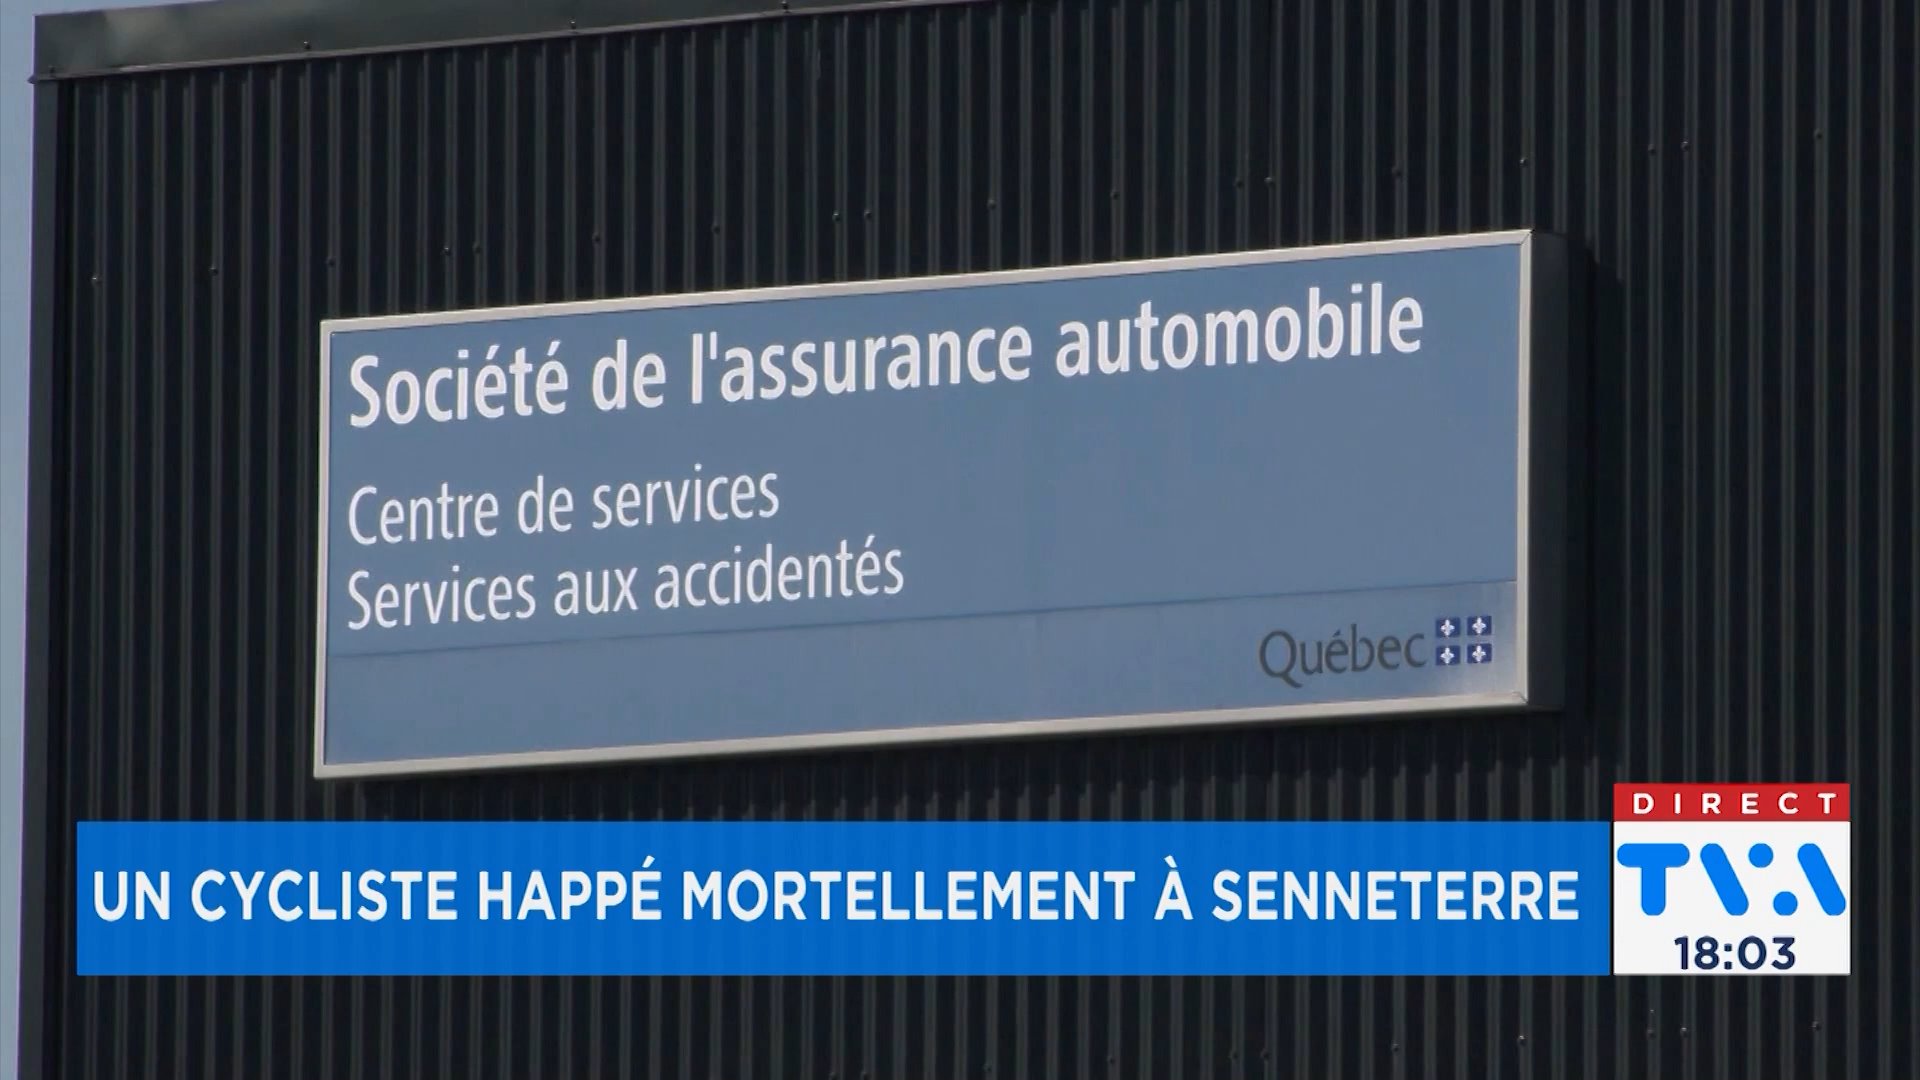 Société de l'assurance automobile
Centre de services
Services aux accidentés
Québec
DIRECT
UN CYCLISTE HAPPÉ MORTELLEMENT À SENNETERRE
TVA
18:03